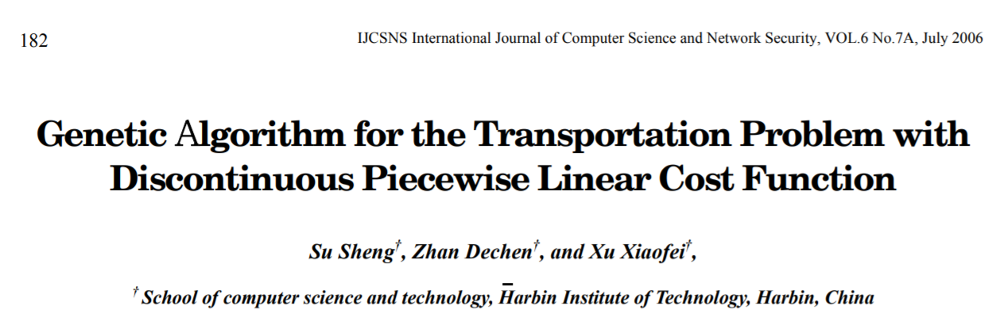 182
IJCSNS International Journal of Computer Science and Network Security, VOL.6 No.7A, July 2006
Genetic Algorithm for the Transportation Problem with
Discontinuous Piecewise Linear Cost Function
Su Sheng†, Zhan Dechen†, and Xu Xiaofei†,
† School of computer science and technology, Harbin Institute of Technology, Harbin, China